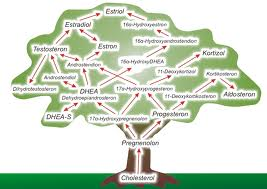 Estriol
Estradiol
16α-Hydroxyestron
Estron
16α-Hydroxyandrostendion
Testosteron
Kortizol
Androstendion
16α-HydroxyDHEA
11-Deoxykortizol
Kortikosteron
Androstendiol
DHEA
17α-Hydroxyprogesteron
Aldosteron
Dihydrotestosteron
Dehydroepiandrosteron
11-Deoxykortikosteron
DHEA-S
17α-Hydroxypregnenolon
Progesteron
Pregnenolon
Cholesterol